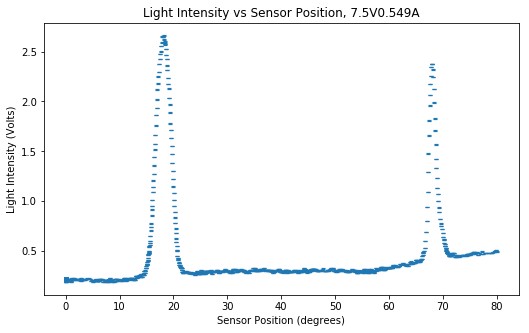 Light Intensity vs Sensor Position, 7.5V0.549A
Light Intensity (Volts)
2.5
2.0
1.5
1.0
0.5
0 10 20 30 40 50 60 70 80
Sensor Position (degrees)